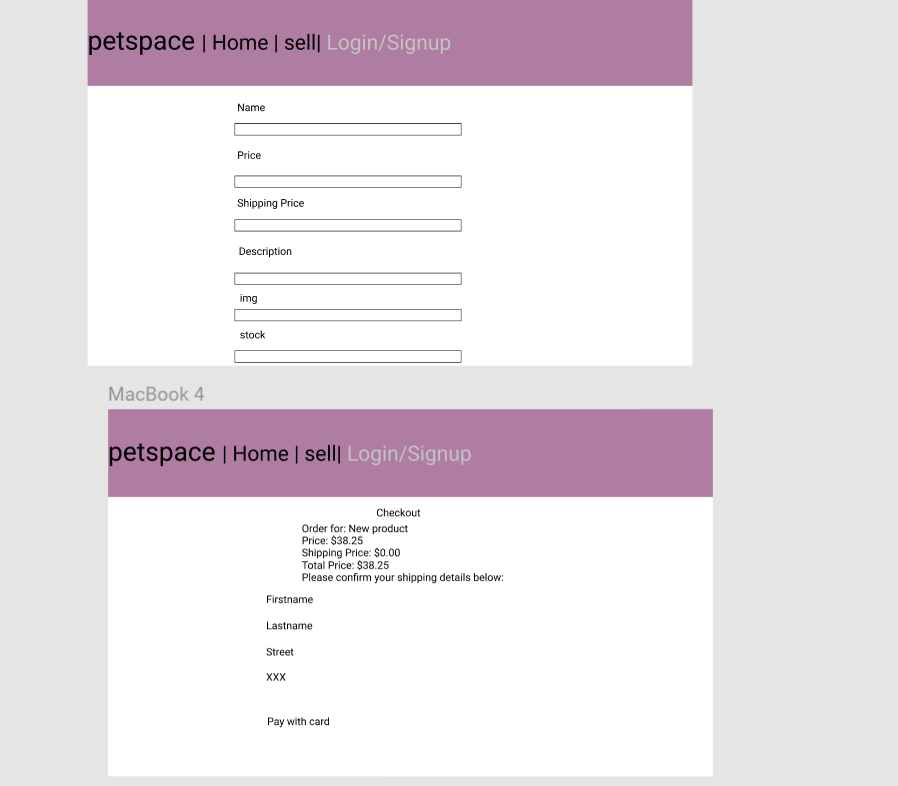 petspace | Home | sell| Login/Signup
Name
Price
Shipping Price
Description
img
stock
MacBook 4
petspace | Home | sell| Login/Signup
Checkout
Order for: New product
Price: $38.25
Shipping Price: $0.00
Total Price: $38.25
Please confirm your shipping details below:
Firstname
Lastname
Street
XXX
Pay with card